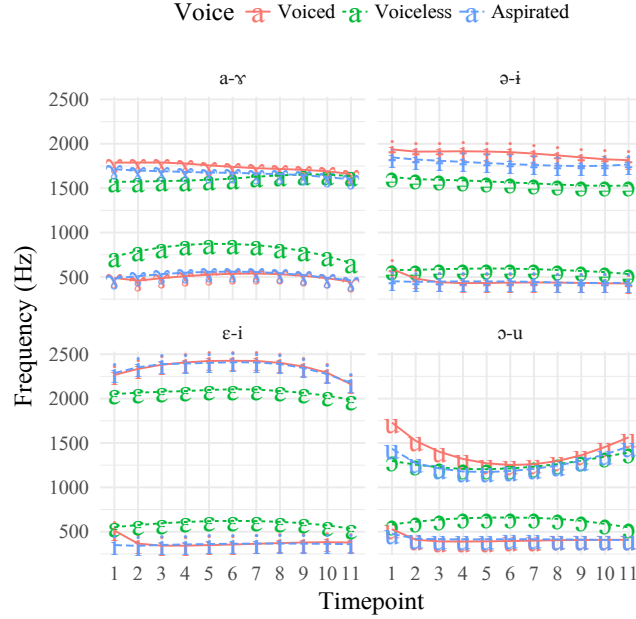 Voice a Voiced a Voiceless a Aspirated
a-ɤ ə-ɨ
2500
2000
1500
1000
500
ɛ-i ɔ-u
2500
2000
1500
1000
500
1 2 3 4 5 6 7 8 9 10 11 1 2 3 4 5 6 7 8 9 10 11
Timepoint
Frequency (Hz)